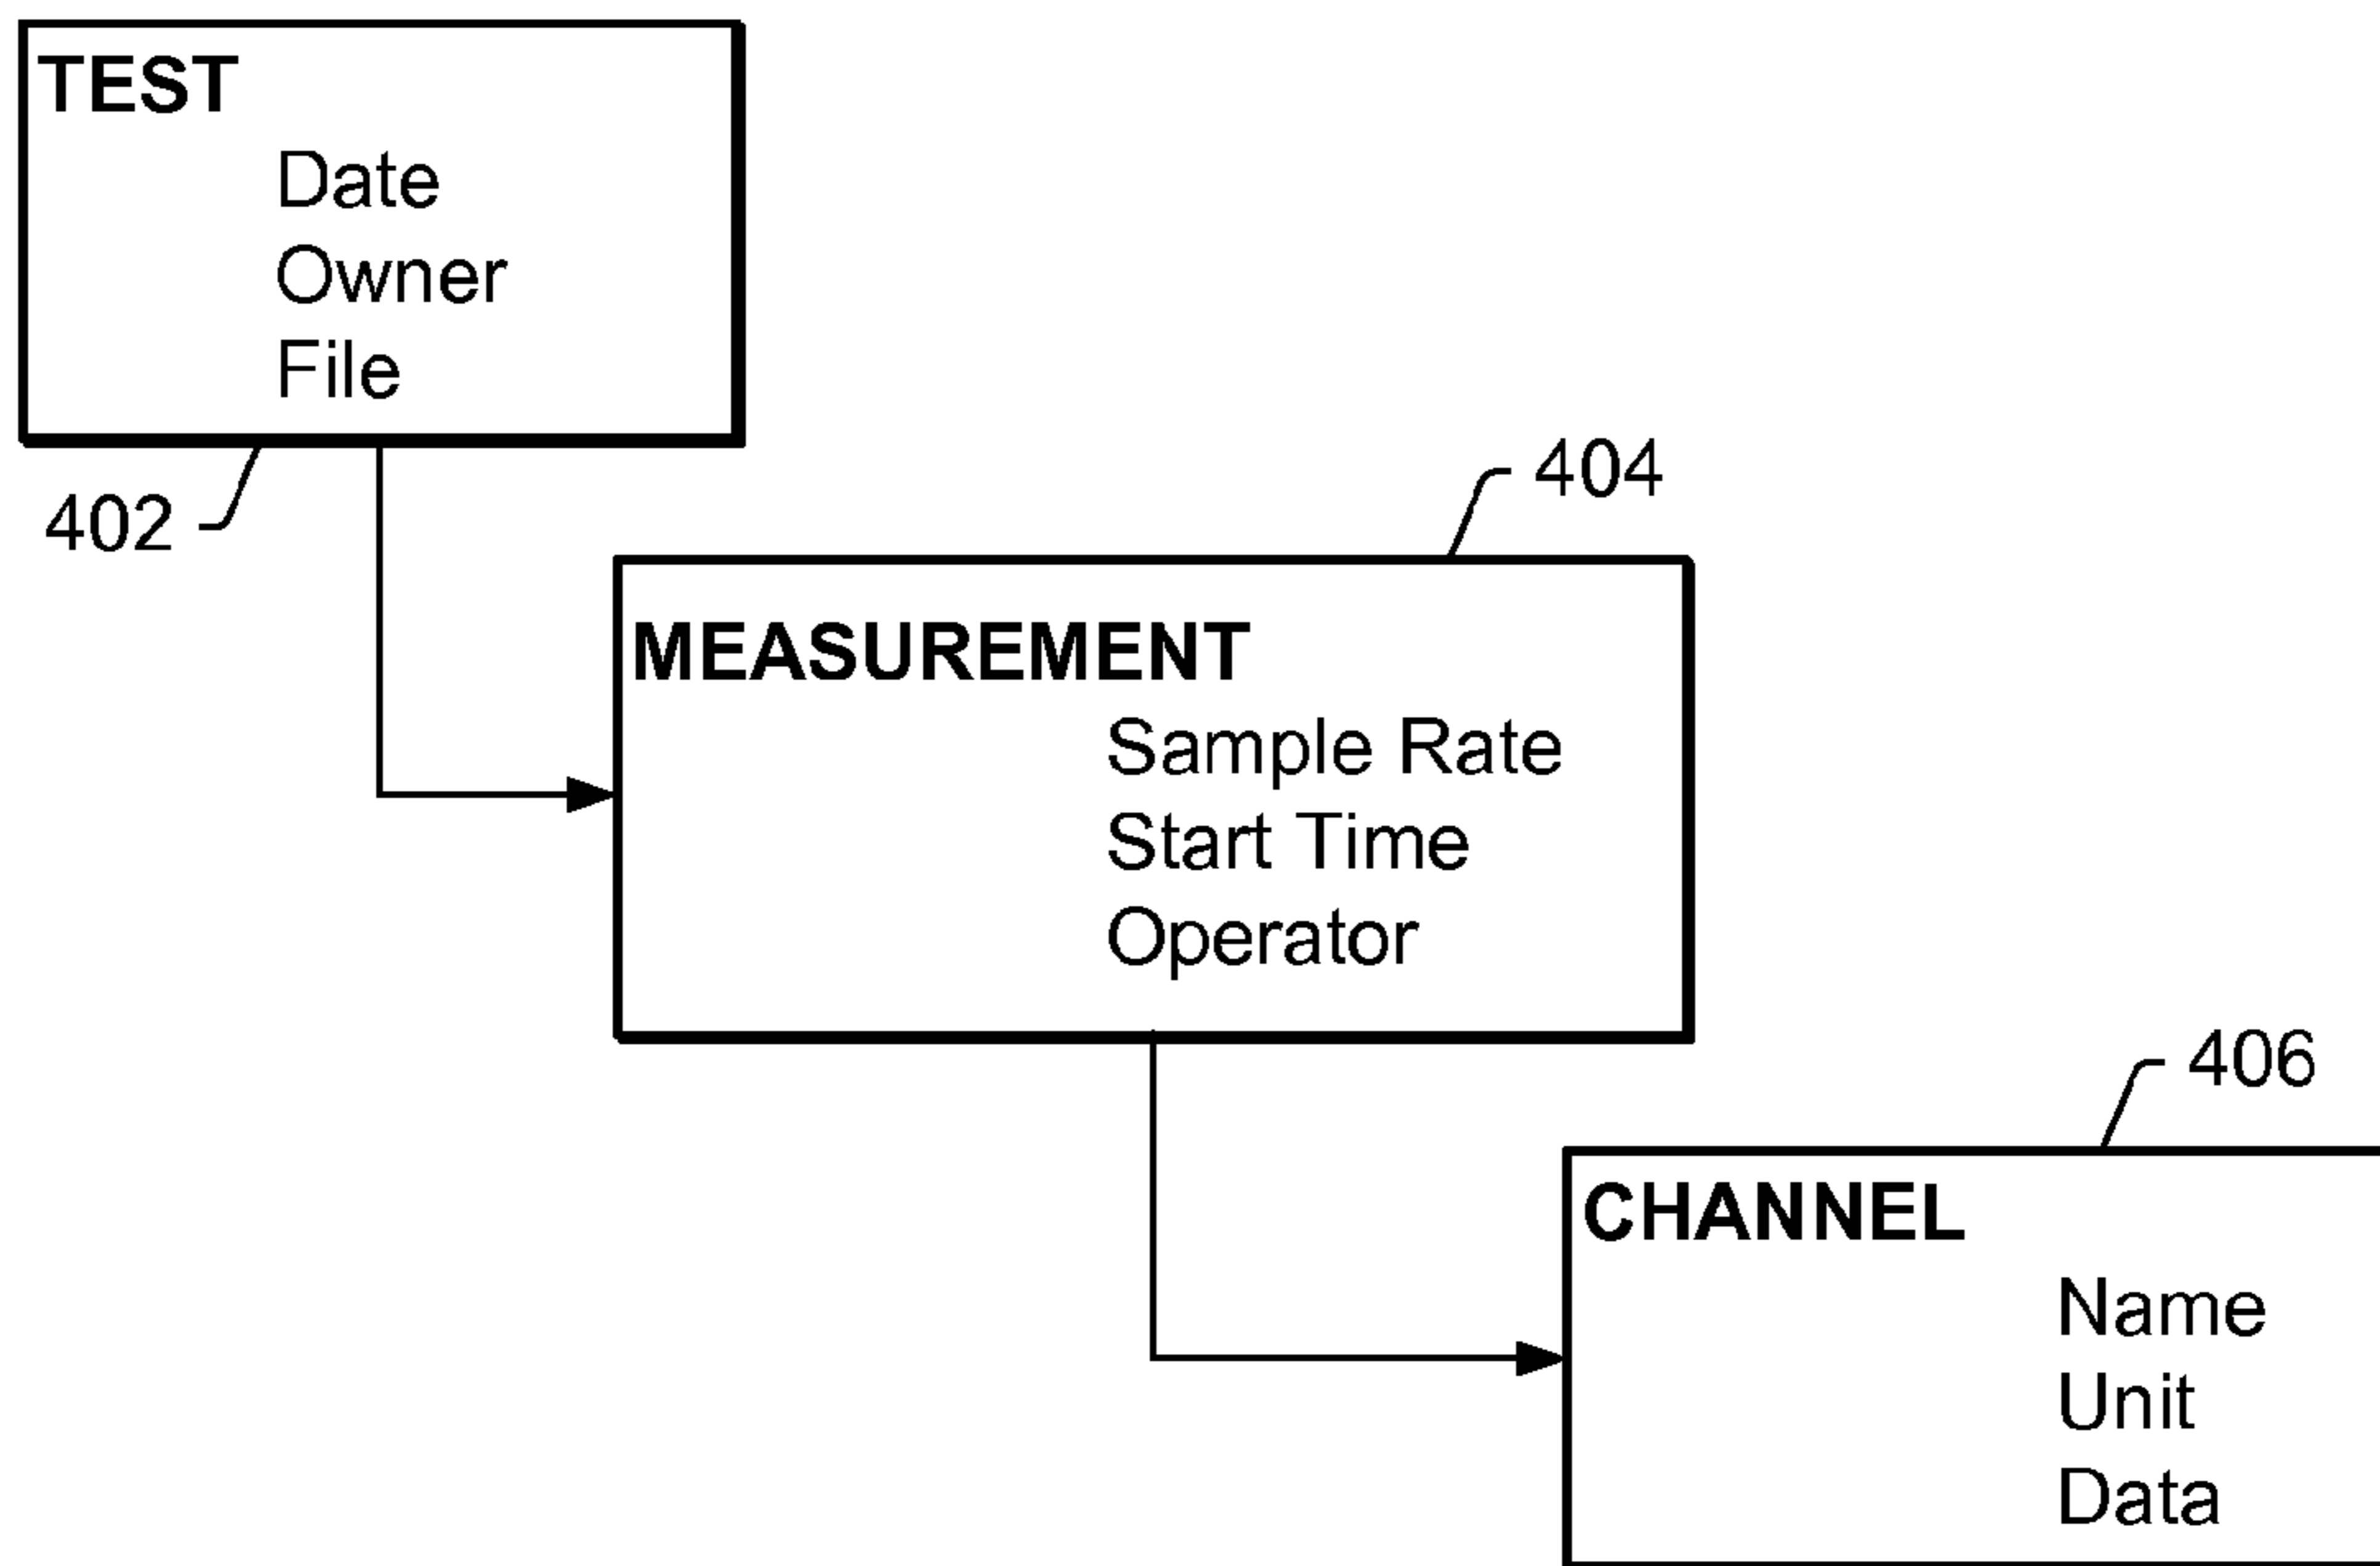 TEST
Date
Owner
File
402
404
MEASUREMENT
Sample Rate
Start Time
Operator
406
CHANNEL
Name
Unit
Data